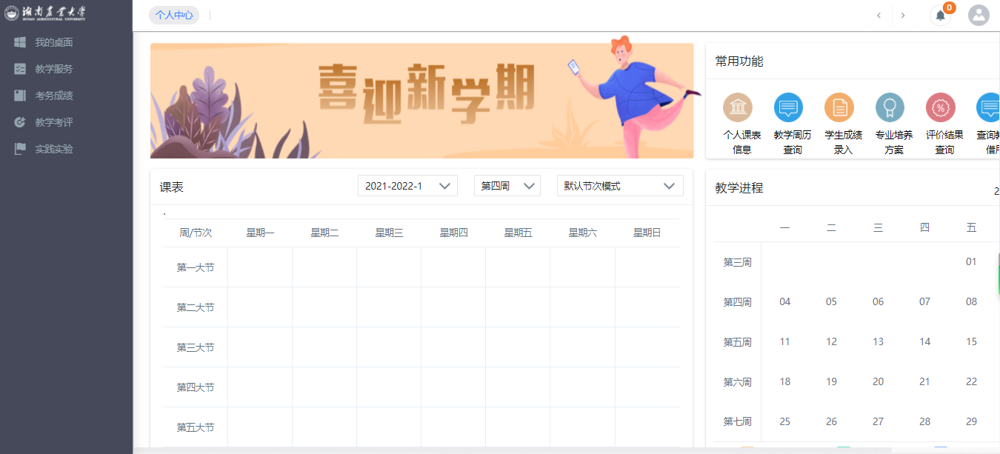 湖南农业大学
HUNAN AGRICULTURAL UNIVERSITY
个人中心
0
我的桌面
教学服务
考务成绩
教学考评
实践实验
喜迎新学期
常用功能
个人课表信息
教学周历查询
学生成绩录入
专业培养方案
评价结果查询
查询教
借用
课表
2021-2022-1
第四周
默认节次模式
周/节次 星期一 星期二 星期三 星期四 星期五 星期六 星期日
第一大节
第二大节
第三大节
第四大节
第五大节
教学进程
2
一 二 三 四 五
第三周 01
第四周 04 05 06 07 08
第五周 11 12 13 14 15
第六周 18 19 20 21 22
第七周 25 26 27 28 29